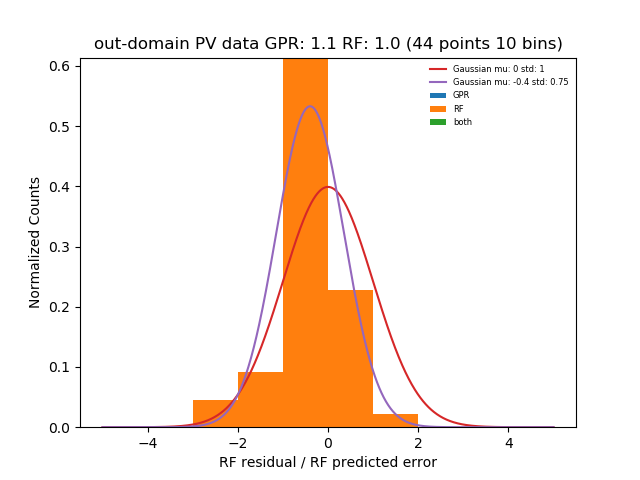 out-domain PV data GPR: 1.1 RF: 1.0 (44 points 10 bins)
Gaussian mu: 0 std: 1
Gaussian mu: -0.4 std: 0.75
GPR
RF
both
Normalized Counts
0.6
0.5
0.4
0.3
0.2
0.1
0.0
−4 −2 0 2 4
RF residual / RF predicted error